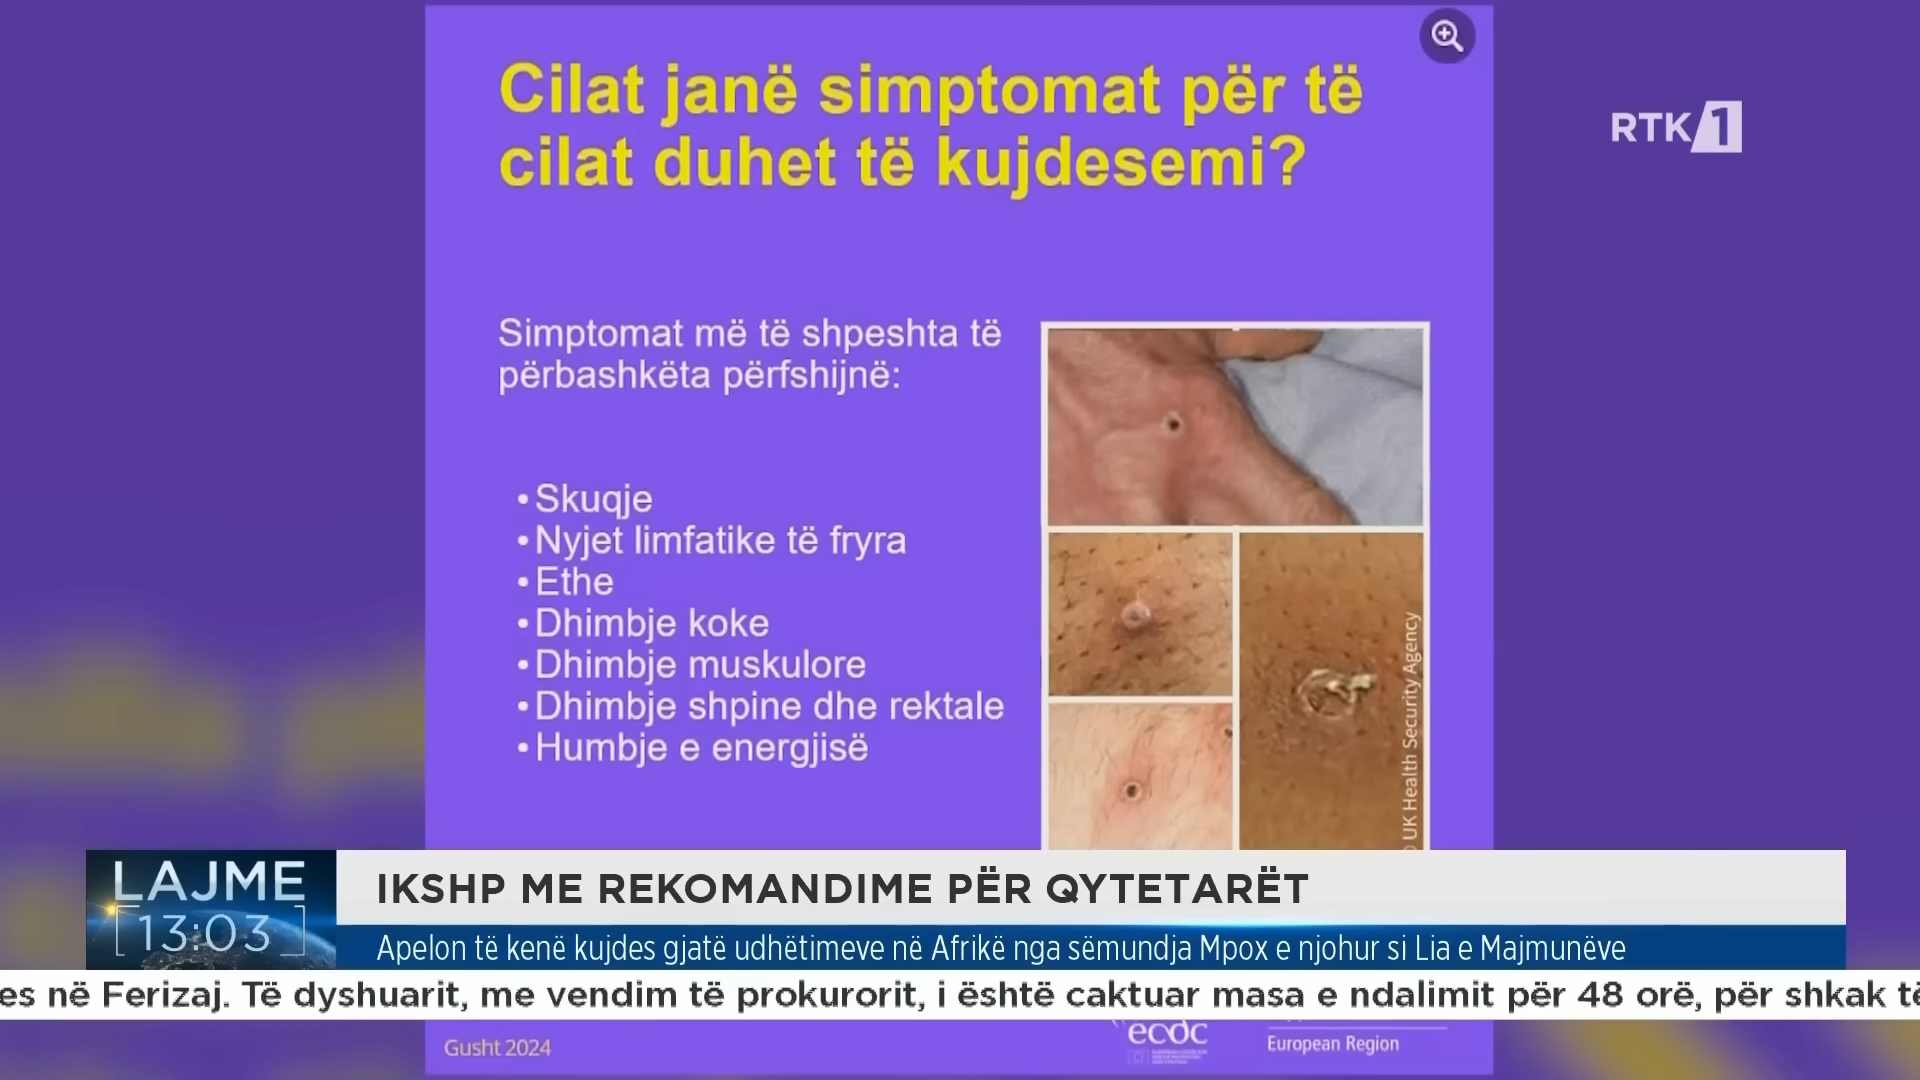 Cilat janë simptomat për të
cilat duhet të kujdesemi?
RTK1
Simptomat më të shpeshta të
përbashkëta përfshijnë:
• Skuqje
• Nyjet limfatike të fryra
• Ethe
• Dhimbje koke
• Dhimbje muskulore
• Dhimbje shpine dhe rektale
• Humbje e energjisë
UK Health Security Agency
LAJME
13:03
IKSHP ME REKOMANDIME PËR QYTETARËT
Apelon të kenë kujdes gjatë udhëtimeve në Afrikë nga sëmundja Mpox e njohur si Lia e Majmunëve
es në Ferizaj. Të dyshuarit, me vendim të prokurorit, i është caktuar masa e ndalimit për 48 orë, për shkak të
Gusht 2024
ecdc
European Region